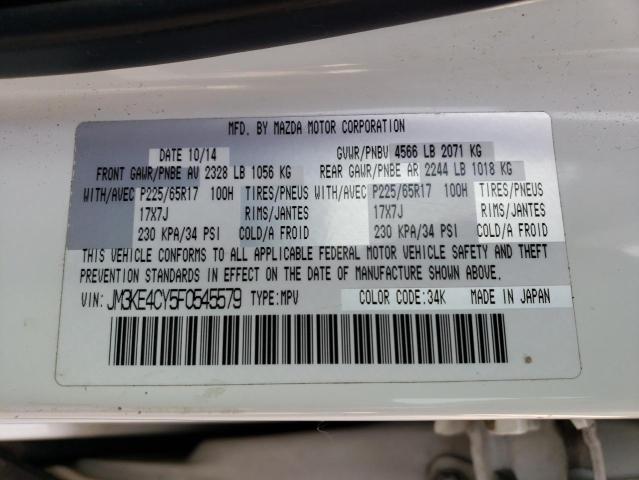 MFD. BY MAZDA MOTOR CORPORATION
DATE 10/14 GVWR/PNBV 4566 LB 2071 KG
FRONT GAWR/PNBE AV 2328 LB 1056 KG REAR GAWR/PNBE AR 2244 LB 1018 KG
WITH/AVEC P225/65R17 100H TIRES/PNEUS WITH/AVEC P225/65R17 100H TIRES/PNEUS
17X7J RIMS/JANTES 17X7J RIMS/JANTES
230 KPA/34 PSI COLD/A FROID 230 KPA/34 PSI COLD/A FROID
THIS VEHICLE CONFORMS TO ALL APPLICABLE FEDERAL MOTOR VEHICLE SAFETY AND THEFT
PREVENTION STANDARDS IN EFFECT ON THE DATE OF MANUFACTURE SHOWN ABOVE.
VIN: JM3KE4CY5F0545579 TYPE:MPV COLOR CODE:34K MADE IN JAPAN